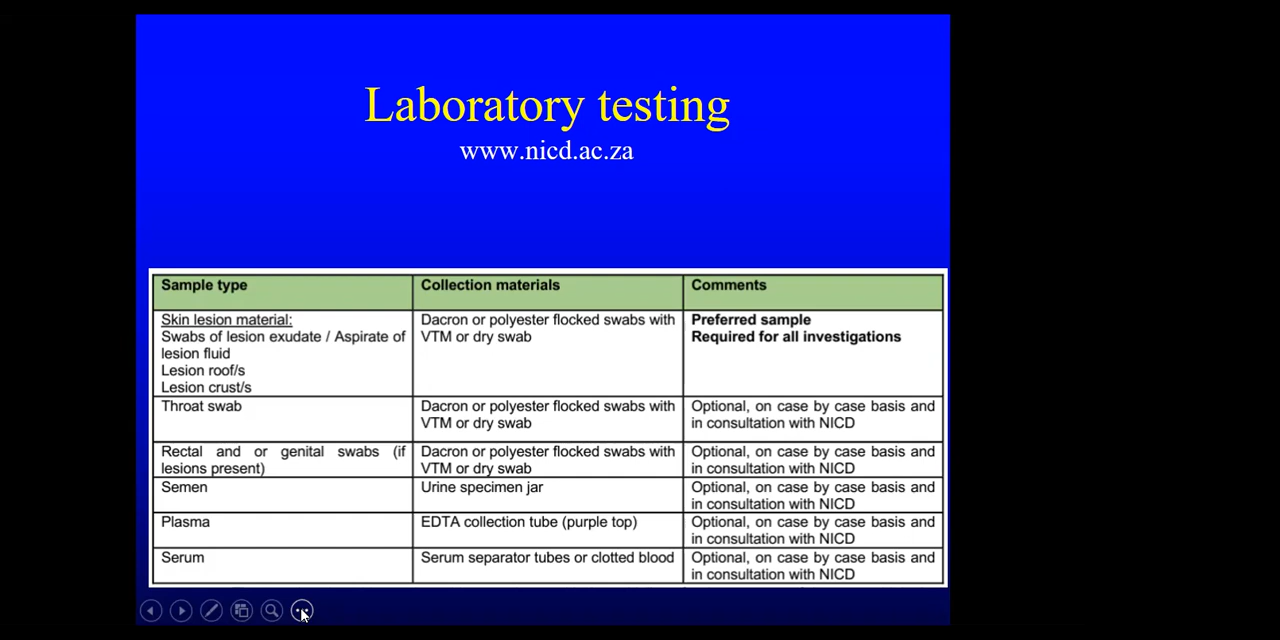 Laboratory testing
www.nicd.ac.za
Sample type Collection materials Comments
Skin lesion material: Dacron or polyester flocked swabs with Preferred sample
Swabs of lesion exudate / Aspirate of VTM or dry swab Required for all investigations
lesion fluid
Lesion roof/s
Lesion crust/s
Throat swab Dacron or polyester flocked swabs with Optional, on case by case basis and
VTM or dry swab in consultation with NICD
Rectal and or genital swabs (if Dacron or polyester flocked swabs with Optional, on case by case basis and
lesions present) VTM or dry swab in consultation with NICD
Semen Urine specimen jar Optional, on case by case basis and
in consultation with NICD
Plasma EDTA collection tube (purple top) Optional, on case by case basis and
in consultation with NICD
Serum Serum separator tubes or clotted blood Optional, on case by case basis and
in consultation with NICD